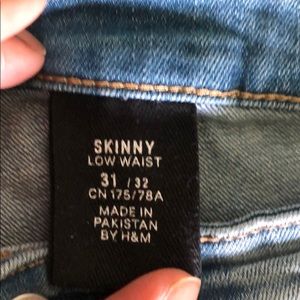 SKINNY
LOW WAIST
31 / 32
CN 175/78A
MADE IN
PAKISTAN
BY H&M